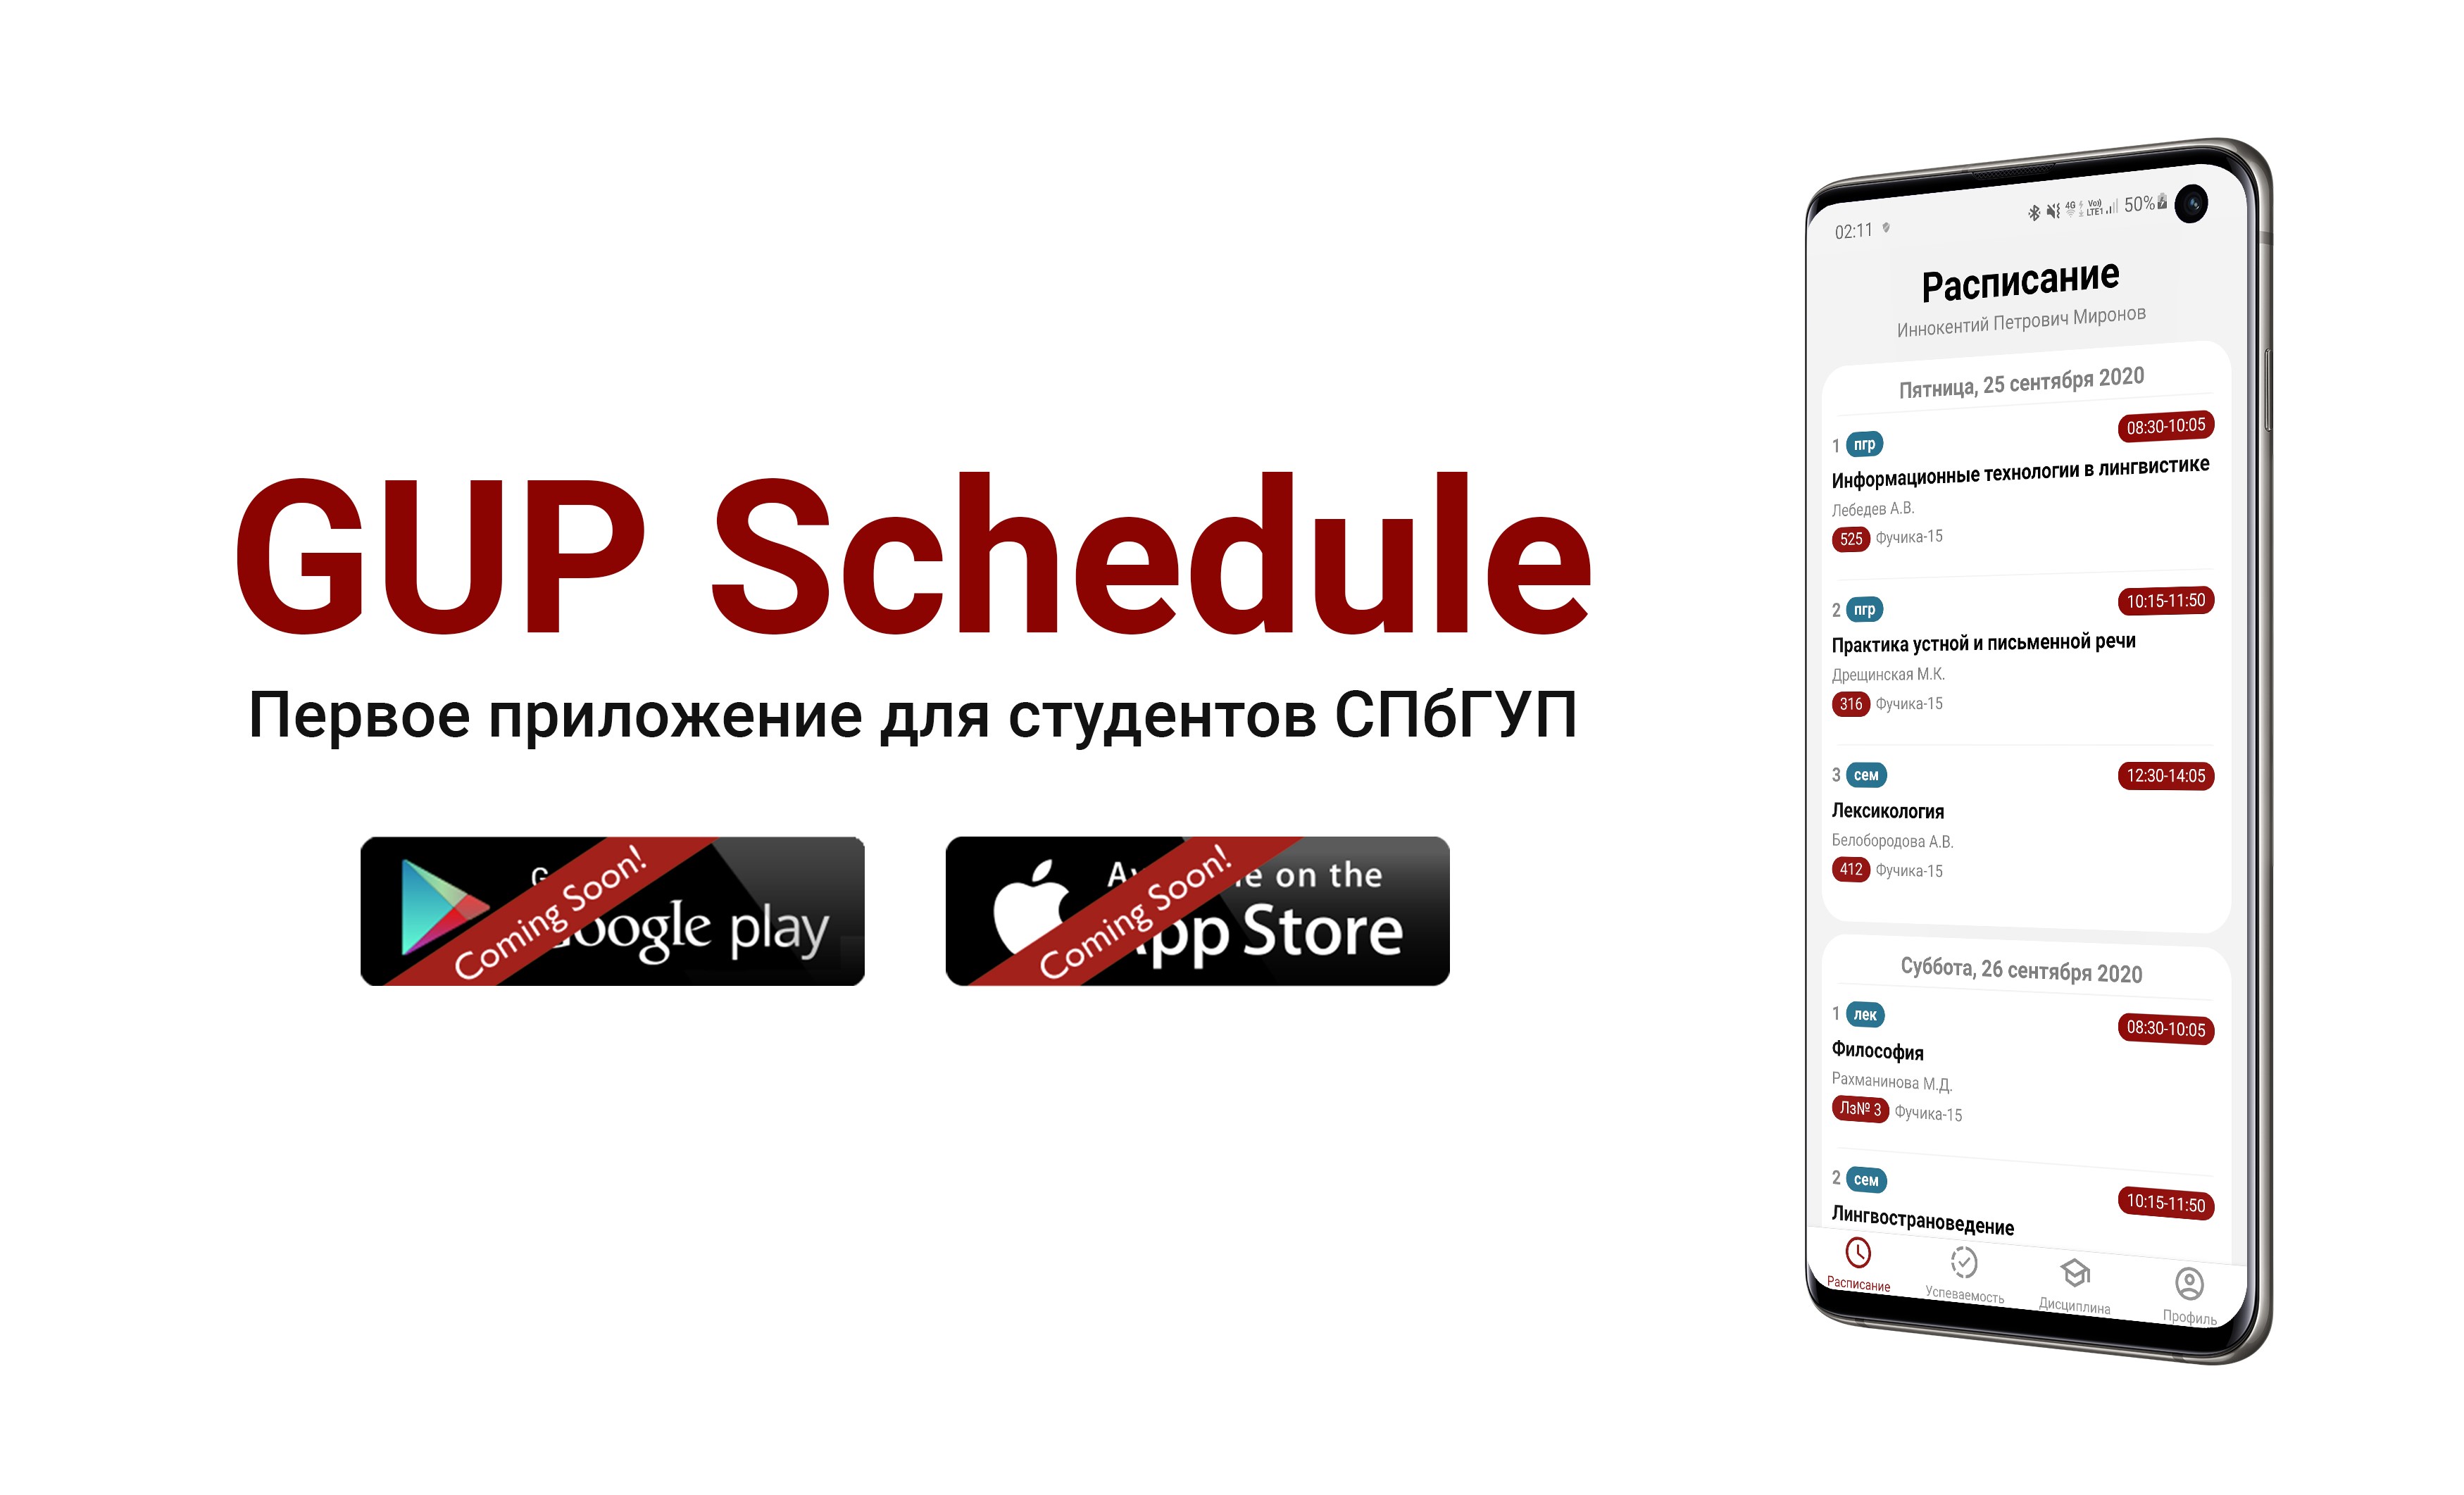 GUP Schedule
Первое приложение для студентов СПбГУП
Coming Soon!
Google play
Coming Soon!
on the
App Store
02:11
50%
Расписание
Иннокентий Петрович Миронов
Пятница, 25 сентября 2020
1 пгр 08:30-10:05
Информационные технологии в лингвистике
Лебедев А.В.
525 Фучика-15
2 пгр 10:15-11:50
Практика устной и письменной речи
Дрещинская М.К.
316 Фучика-15
3 сем 12:30-14:05
Лексикология
Белобородова А.В.
412 Фучика-15
Суббота, 26 сентября 2020
1 лек 08:30-10:05
Философия
Рахманинова М.Д.
Лз№ 3 Фучика-15
2 сем 10:15-11:50
Лингвострановедение
Расписание Успеваемость Дисциплина Профиль